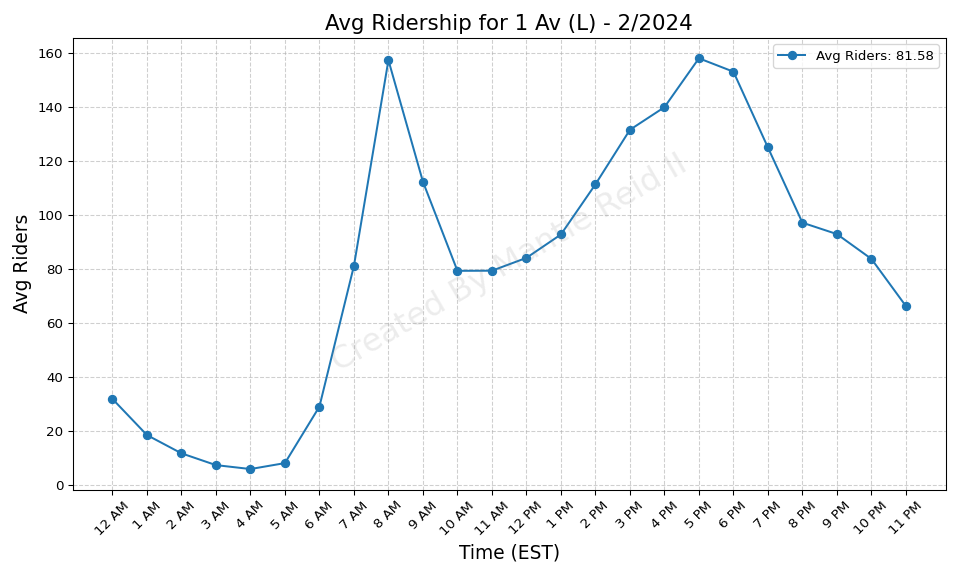 Avg Ridership for 1 Av (L) - 2/2024
Avg Riders: 81.58
160
140
120
100
80
60
40
20
0
Avg Riders
Created By Mantie Reid II
12 AM
1 AM
2 AM
3 AM
4 AM
5 AM
6 AM
7 AM
8 AM
9 AM
10 AM
11 AM
12 PM
1 PM
2 PM
3 PM
4 PM
5 PM
6 PM
7 PM
8 PM
9 PM
10 PM
11 PM
Time (EST)